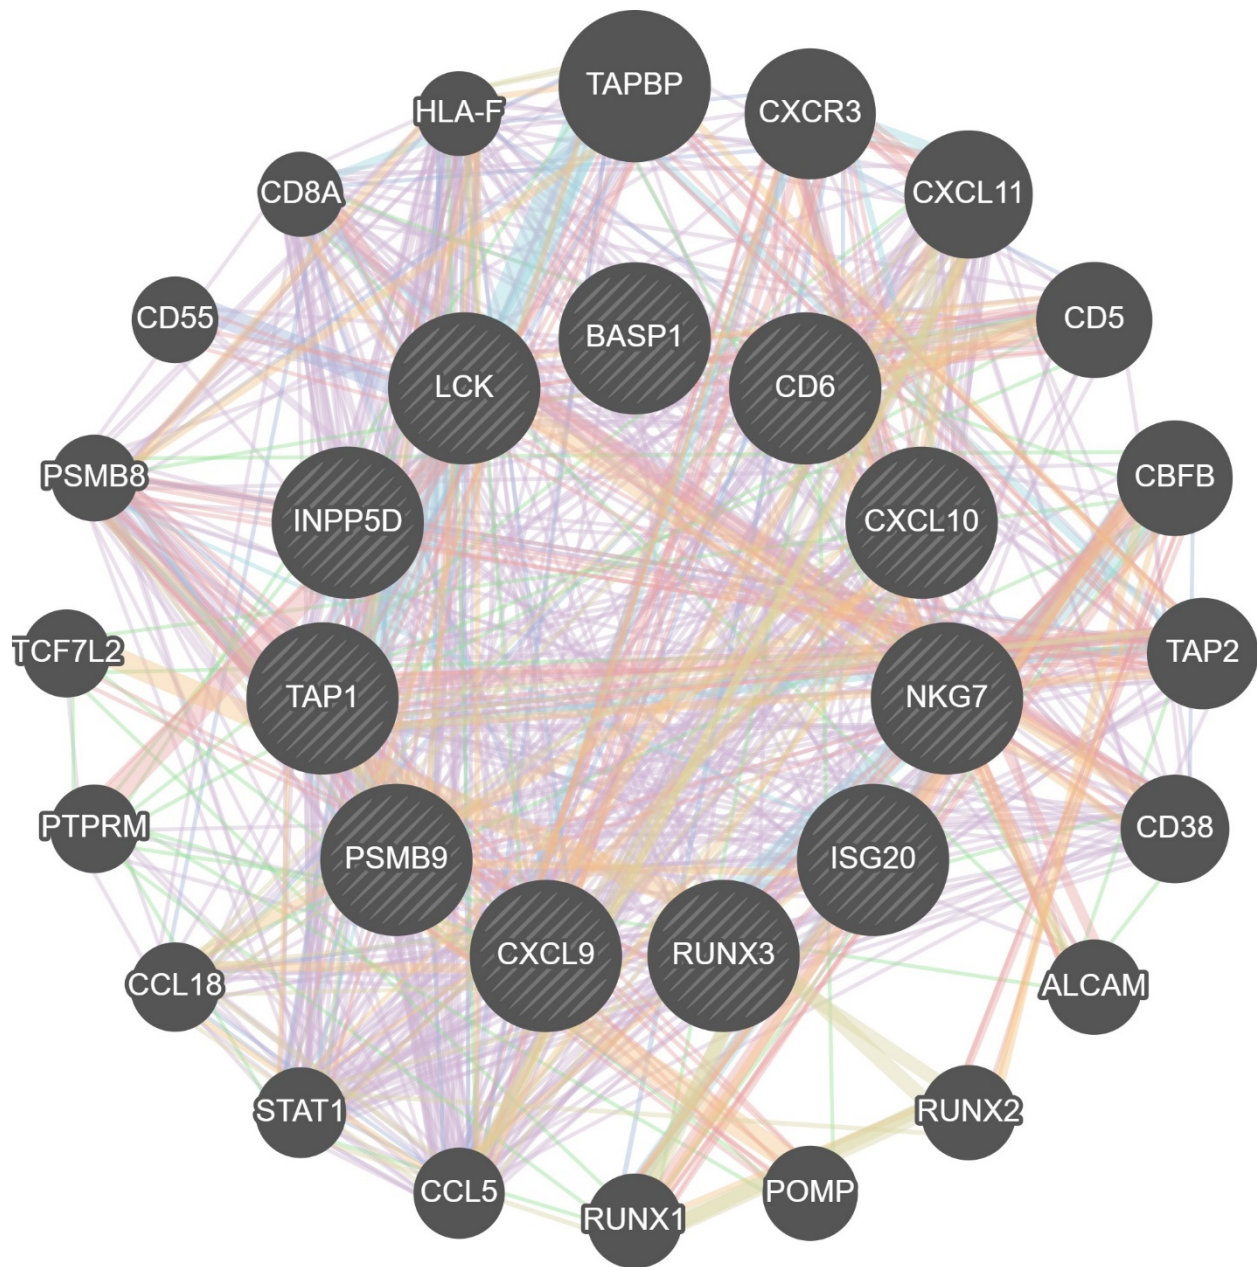 TAPBP
HLA-F
CXCR3
CD8A
CXCL11
CD55
CD5
BASP1
LCK
CD6
PSMB8
CBFB
INPP5D
CXCL10
TCF7L2
TAP2
TAP1
NKG7
PTPRM
CD38
PSMB9
ISG20
CXCL9
RUNX3
CCL18
ALCAM
STAT1
RUNX2
CCL5
POMP
RUNX1